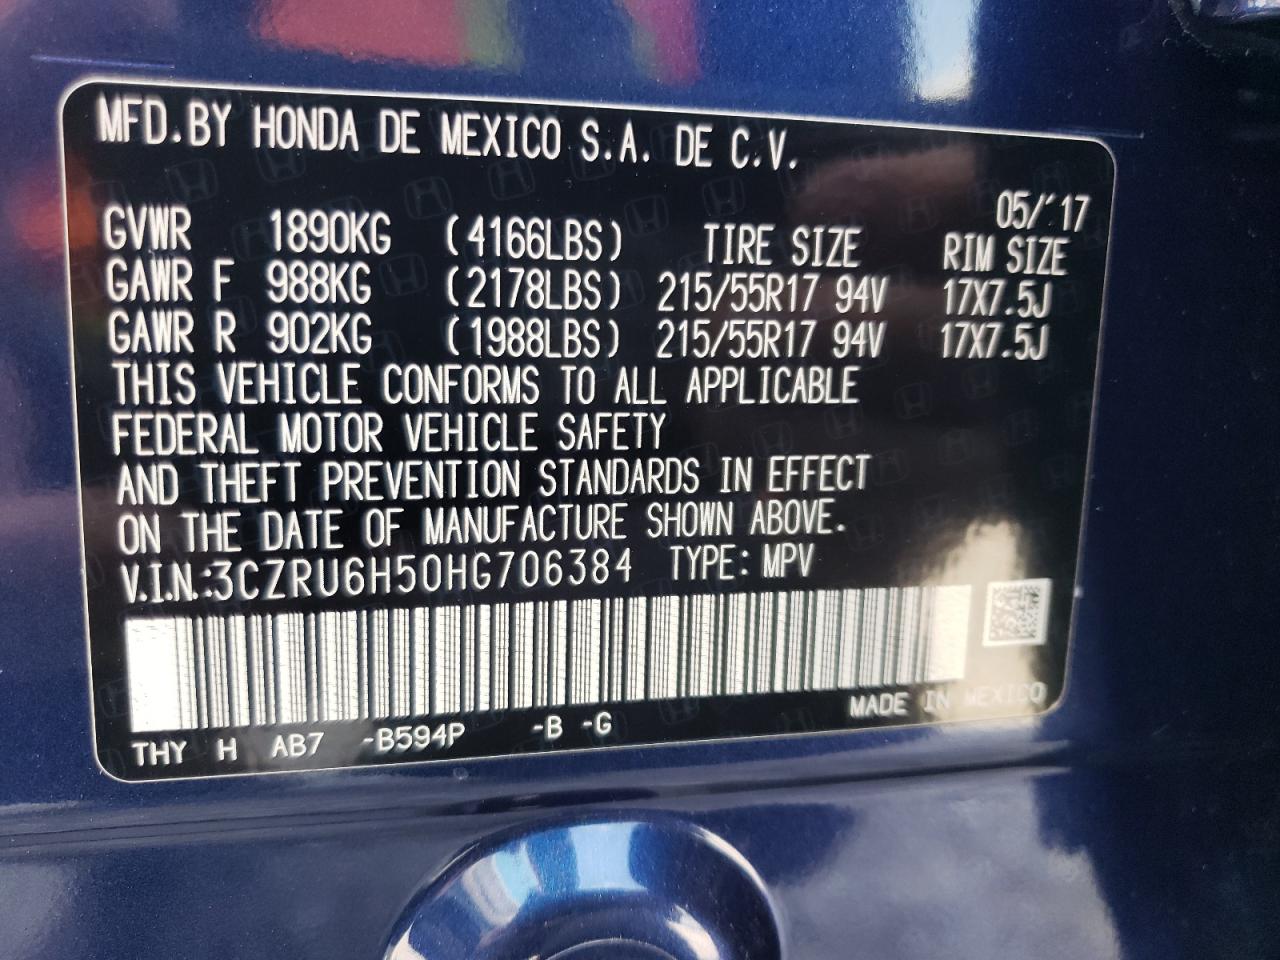 MFD.BY HONDA DE MEXICO S.A. DE C.V.
05/'17
GVWR 1890KG (4166LBS) TIRE SIZE RIM SIZE
GAWR F 988KG (2178LBS) 215/55R17 94V 17X7.5J
GAWR R 902KG (1988LBS) 215/55R17 94V 17X7.5J
THIS VEHICLE CONFORMS TO ALL APPLICABLE
FEDERAL MOTOR VEHICLE SAFETY
AND THEFT PREVENTION STANDARDS IN EFFECT
ON THE DATE OF MANUFACTURE SHOWN ABOVE.
V.I.N.:3CZRU6H50HG706384 TYPE: MPV
MADE IN MEXICO
THY H AB7 -B594P -B -G